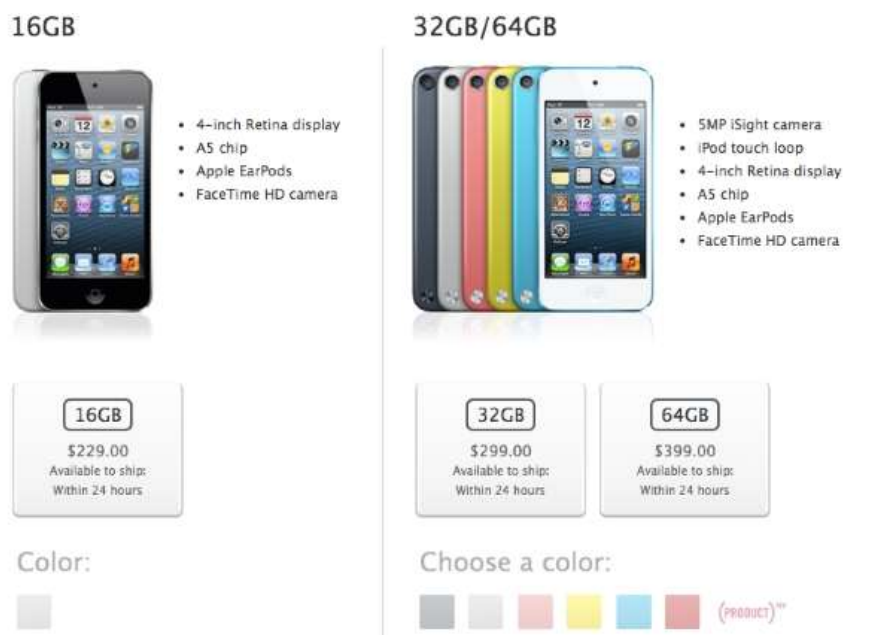 16GB
4-inch Retina display
A5 chip
Apple EarPods
FaceTime HD camera
16GB
$229.00
Available to ship:
Within 24 hours
Color:
32GB/64GB
5MP iSight camera
iPod touch loop
4-inch Retina display
A5 chip
Apple EarPods
FaceTime HD camera
32GB
$299.00
Available to ship:
Within 24 hours
64GB
$399.00
Available to ship:
Within 24 hours
Choose a color:
(PRODUCT)